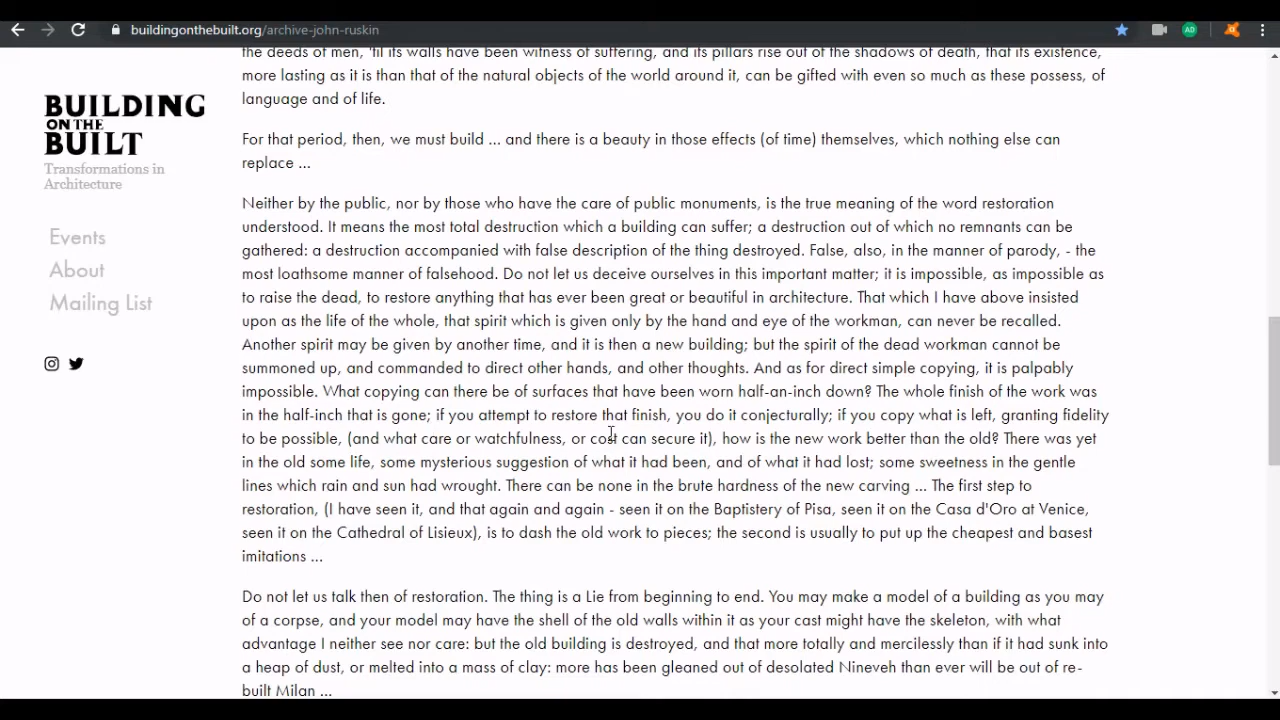 buildingonthebuilt.org/archive-john-ruskin
AD
BUILDING
ON THE
BUILT
Transformations in
Architecture
Events
About
Mailing List
the deeds of men, 'til its walls have been witness of suffering, and its pillars rise out of the shadows of death, that its existence,
more lasting as it is than that of the natural objects of the world around it, can be gifted with even so much as these possess, of
language and of life.
For that period, then, we must build ... and there is a beauty in those effects (of time) themselves, which nothing else can
replace ...
Neither by the public, nor by those who have the care of public monuments, is the true meaning of the word restoration
understood. It means the most total destruction which a building can suffer; a destruction out of which no remnants can be
gathered: a destruction accompanied with false description of the thing destroyed. False, also, in the manner of parody, - the
most loathsome manner of falsehood. Do not let us deceive ourselves in this important matter; it is impossible, as impossible as
to raise the dead, to restore anything that has ever been great or beautiful in architecture. That which I have above insisted
upon as the life of the whole, that spirit which is given only by the hand and eye of the workman, can never be recalled.
Another spirit may be given by another time, and it is then a new building; but the spirit of the dead workman cannot be
summoned up, and commanded to direct other hands, and other thoughts. And as for direct simple copying, it is palpably
impossible. What copying can there be of surfaces that have been worn half-an-inch down? The whole finish of the work was
in the half-inch that is gone; if you attempt to restore that finish, you do it conjecturally; if you copy what is left, granting fidelity
to be possible, (and what care or watchfulness, or cost can secure it), how is the new work better than the old? There was yet
in the old some life, some mysterious suggestion of what it had been, and of what it had lost; some sweetness in the gentle
lines which rain and sun had wrought. There can be none in the brute hardness of the new carving ... The first step to
restoration, (I have seen it, and that again and again - seen it on the Baptistery of Pisa, seen it on the Casa d'Oro at Venice,
seen it on the Cathedral of Lisieux), is to dash the old work to pieces; the second is usually to put up the cheapest and basest
imitations ...
Do not let us talk then of restoration. The thing is a Lie from beginning to end. You may make a model of a building as you may
of a corpse, and your model may have the shell of the old walls within it as your cast might have the skeleton, with what
advantage I neither see nor care: but the old building is destroyed, and that more totally and mercilessly than if it had sunk into
a heap of dust, or melted into a mass of clay: more has been gleaned out of desolated Nineveh than ever will be out of re-
built Milan ...